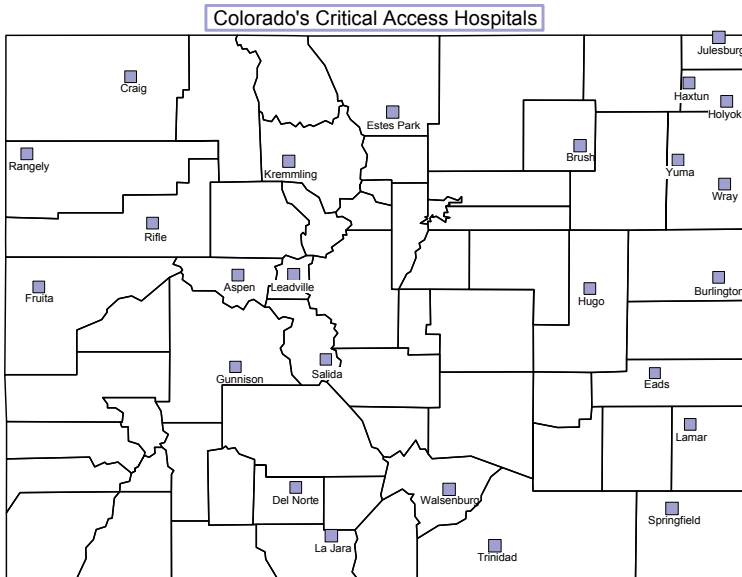 Colorado's Critical Access Hospitals
Julesburg
Craig
Haxtun
Holyok
Estes Park
Brush
Rangely
Kremmling
Yuma
Wray
Rifle
Aspen
Leadville
Fruita
Hugo
Burlington
Gunnison
Salida
Eads
Lamar
Del Norte
Walsenburg
Springfield
La Jara
Trinidad